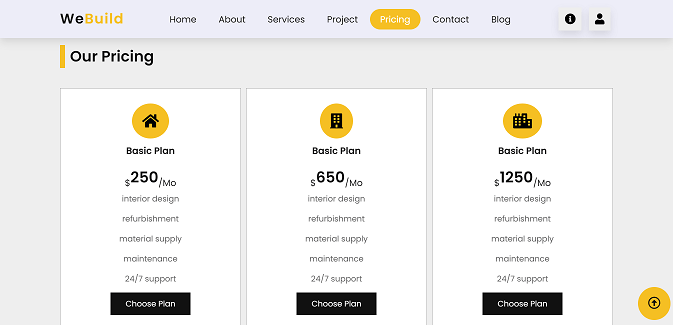 WeBuild Home About Services Project Pricing Contact Blog
Our Pricing
Basic Plan Basic Plan Basic Plan
$250/Mo $650/Mo $1250/Mo
interior design interior design interior design
refurbishment refurbishment refurbishment
material supply material supply material supply
maintenance maintenance maintenance
24/7 support 24/7 support 24/7 support
Choose Plan Choose Plan Choose Plan